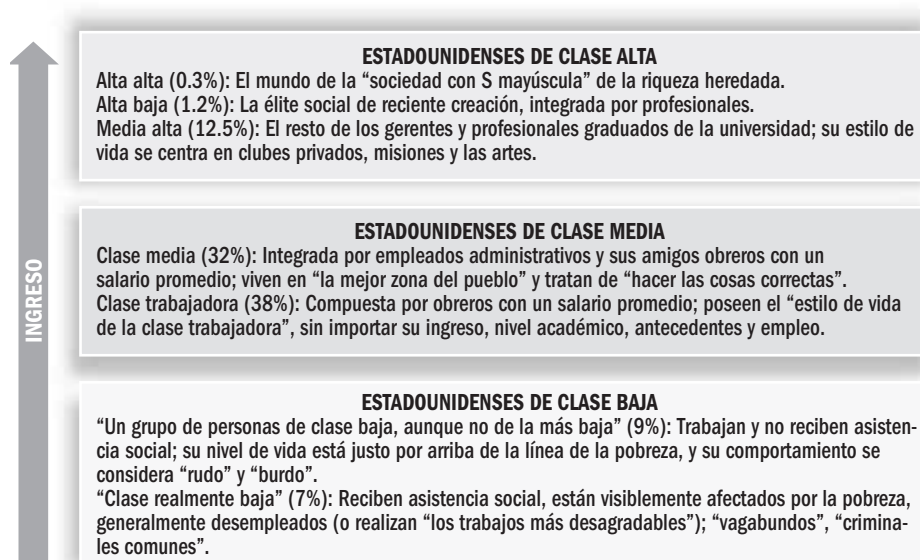 ESTADOUNIDENSES DE CLASE ALTA
Alta alta (0.3%): El mundo de la “sociedad con S mayúscula” de la riqueza heredada.
Alta baja (1.2%): La élite social de reciente creación, integrada por profesionales.
Media alta (12.5%): El resto de los gerentes y profesionales graduados de la universidad; su estilo de
vida se centra en clubes privados, misiones y las artes.
ESTADOUNIDENSES DE CLASE MEDIA
Clase media (32%): Integrada por empleados administrativos y sus amigos obreros con un
salario promedio; viven en “la mejor zona del pueblo” y tratan de “hacer las cosas correctas”.
Clase trabajadora (38%): Compuesta por obreros con un salario promedio; poseen el “estilo de vida
de la clase trabajadora”, sin importar su ingreso, nivel académico, antecedentes y empleo.
INGRESO
ESTADOUNIDENSES DE CLASE BAJA
“Un grupo de personas de clase baja, aunque no de la más baja” (9%): Trabajan y no reciben asisten-
cia social; su nivel de vida está justo por arriba de la línea de la pobreza, y su comportamiento se
considera “rudo” y “burdo”.
“Clase realmente baja” (7%): Reciben asistencia social, están visiblemente afectados por la pobreza,
generalmente desempleados (o realizan “los trabajos más desagradables”); “vagabundos”, “crimina-
les comunes”.